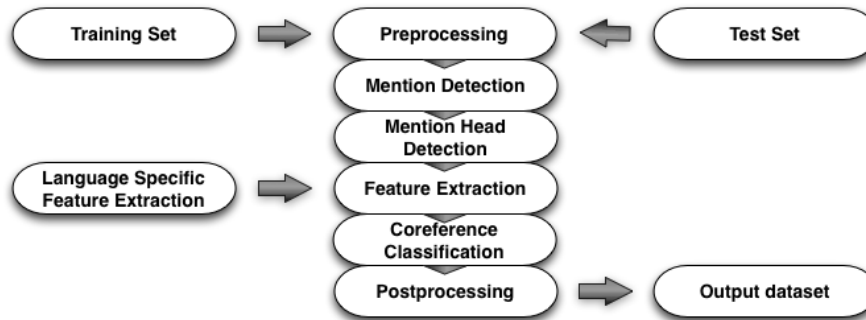 Training Set
Preprocessing
Test Set
Mention Detection
Mention Head
Detection
Language Specific
Feature Extraction
Feature Extraction
Coreference
Classification
Postprocessing
Output dataset